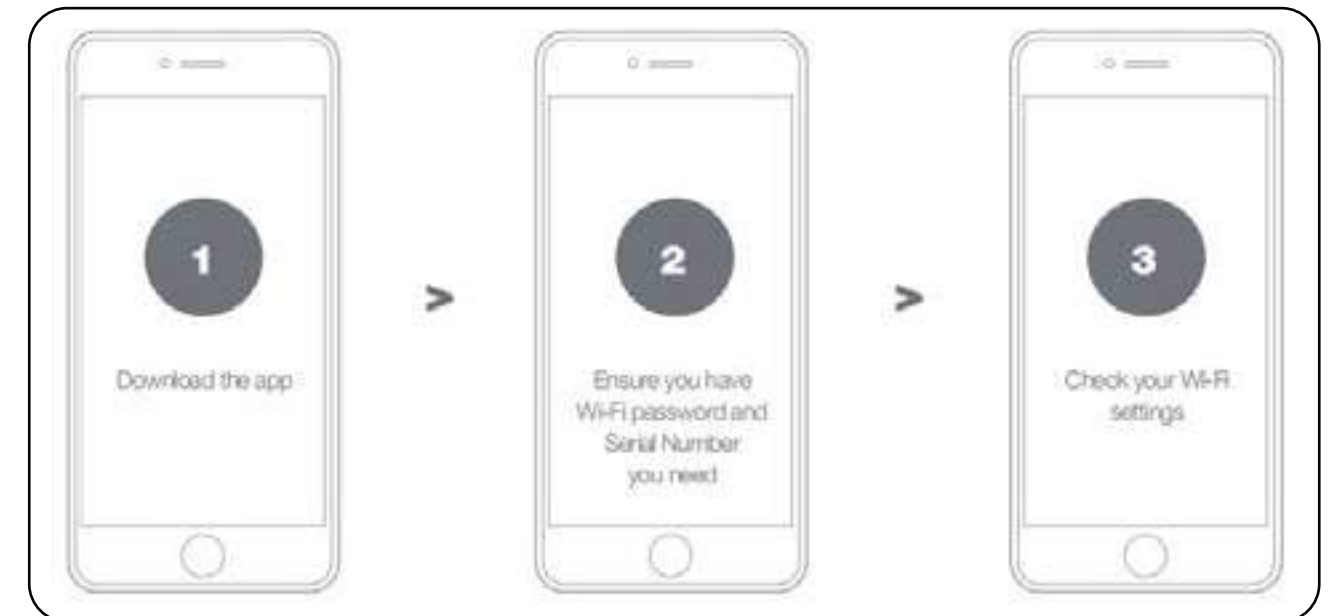 1
Download the app
>
2
Ensure you have
Wi-Fi password and
Serial Number
you need
>
3
Check your Wi-Fi
settings